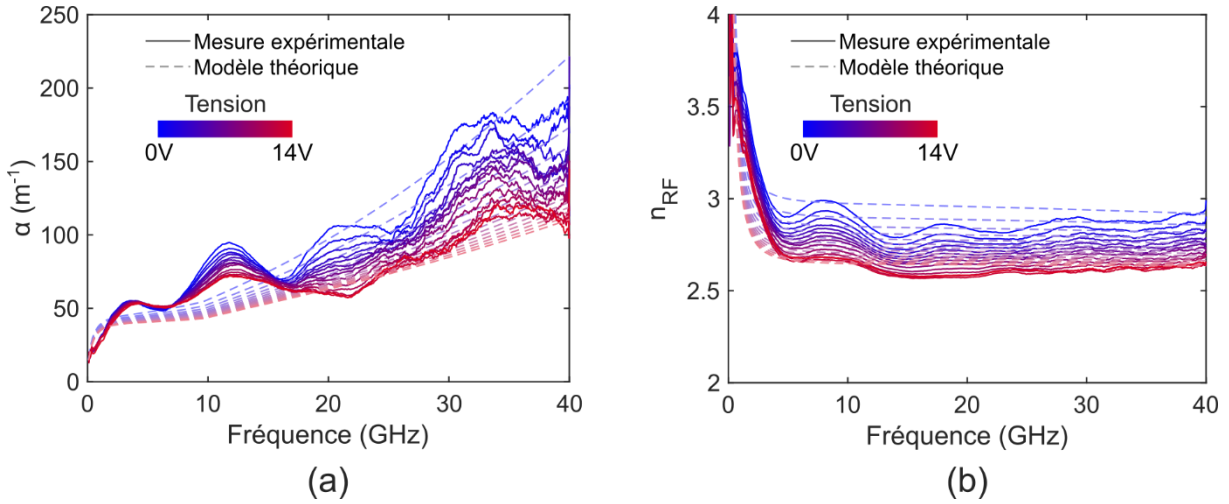 250
200
150
100
50
0
α (m⁻¹)
Mesure expérimentale
Modèle théorique
Tension
0V 14V
0 10 20 30 40
Fréquence (GHz)
(a)
4
3.5
3
2.5
2
n_RF
Mesure expérimentale
Modèle théorique
Tension
0V 14V
0 10 20 30 40
Fréquence (GHz)
(b)